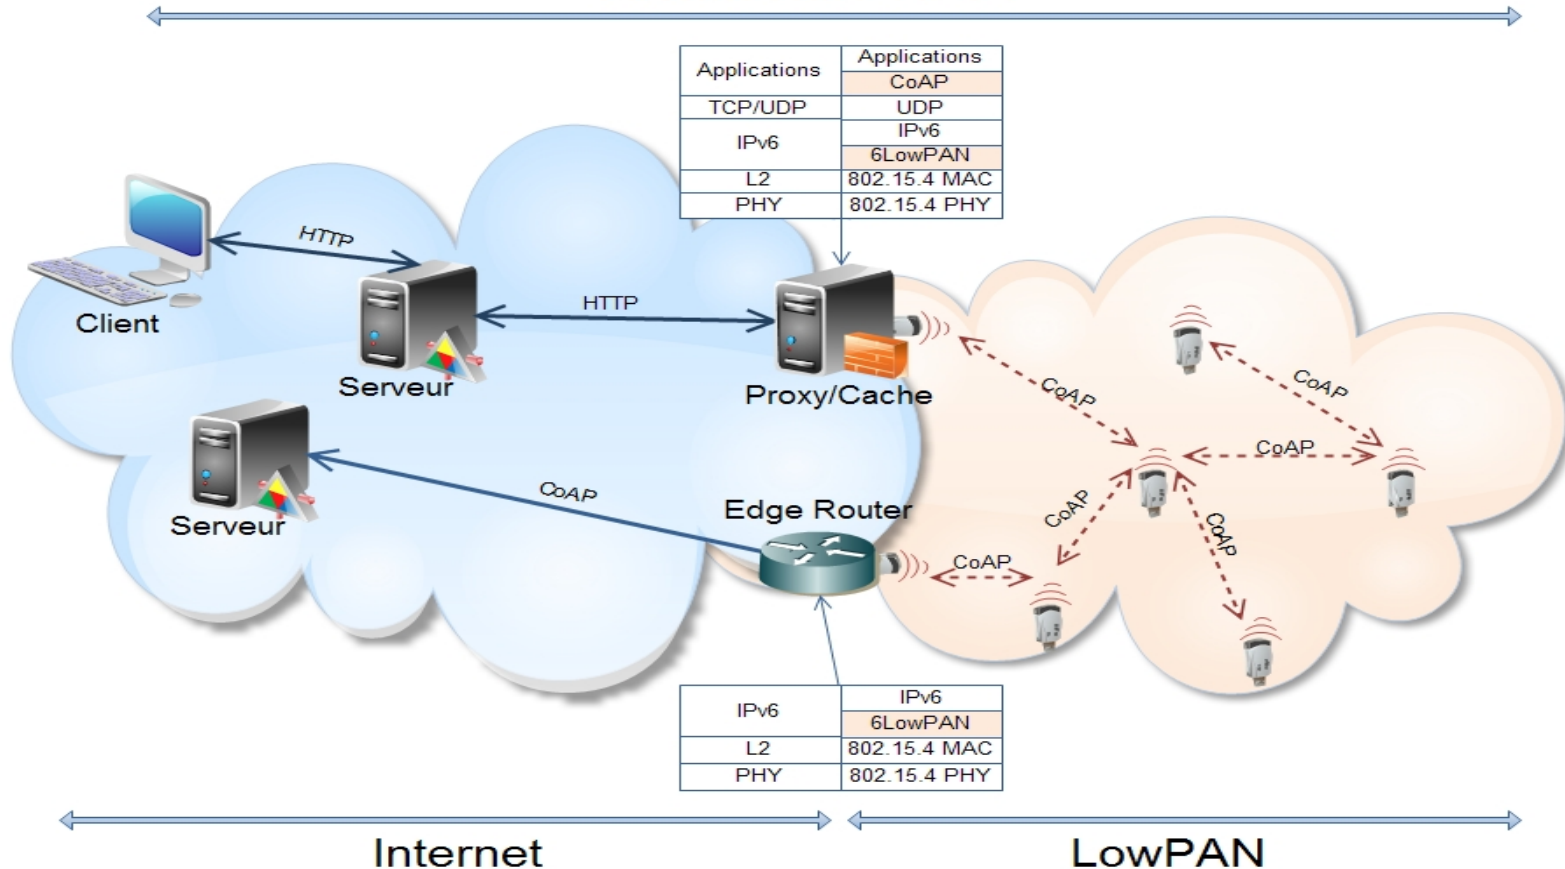 Applications
Applications
CoAP
TCP/UDP
UDP
IPv6
IPv6
6LowPAN
L2
802.15.4 MAC
PHY
802.15.4 PHY
HTTP
Client
HTTP
Serveur
Proxy/Cache
CoAP
CoAP
CoAP
Serveur
CoAP
Edge Router
CoAP
CoAP
CoAP
IPv6
IPv6
6LowPAN
L2
802.15.4 MAC
PHY
802.15.4 PHY
Internet
LowPAN